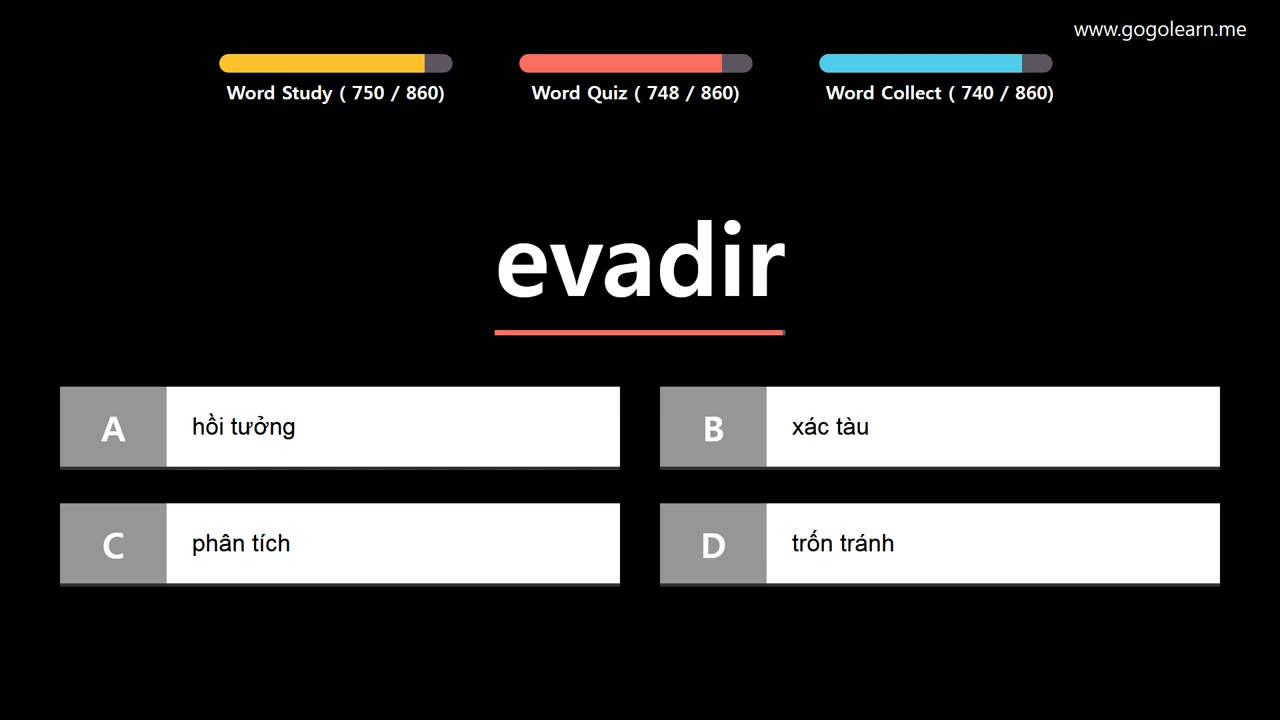 www.gogolearn.me
Word Study ( 750 / 860)
Word Quiz ( 748 / 860)
Word Collect ( 740 / 860)
evadir
A hồi tưởng
B xác tàu
C phân tích
D trốn tránh